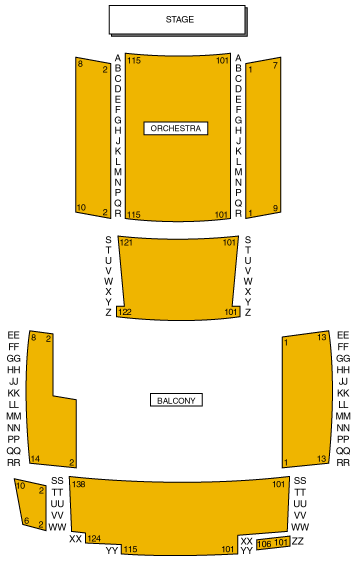 STAGE
8 2 A 115 101 A 1 7
B B
C C
D D
E E
F F
G G
H ORCHESTRA H
J J
K K
L L
M M
N N
P P
Q Q
10 2 R 115 101 R 1 9
S 121 101 S
T T
U U
V V
W W
X X
Y Y
Z 122 101 Z
EE 8 2 1 13 EE
FF FF
GG GG
HH HH
JJ JJ
KK KK
LL BALCONY LL
MM MM
NN NN
PP PP
QQ QQ
RR 14 2 1 13 RR
10 2 SS 138 101 SS
TT TT
UU UU
VV VV
6 2 WW WW
XX 124 XX 106 101 ZZ
YY 115 101 YY